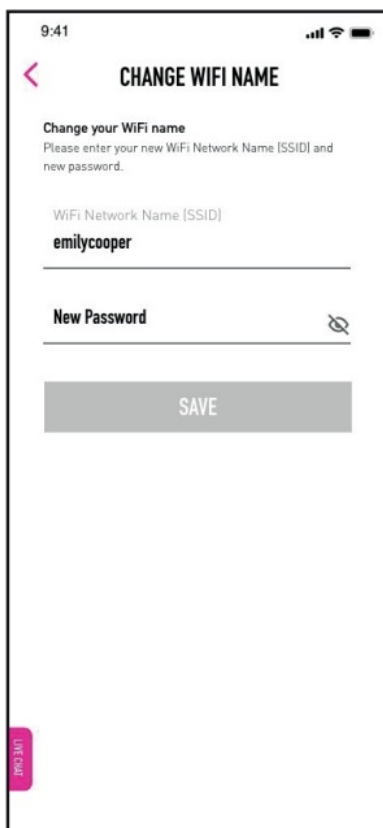 9:41
CHANGE WIFI NAME
Change your WiFi name
Please enter your new WiFi Network Name (SSID) and
new password.
WiFi Network Name (SSID)
emilycooper
New Password
SAVE
LIVE CHAT